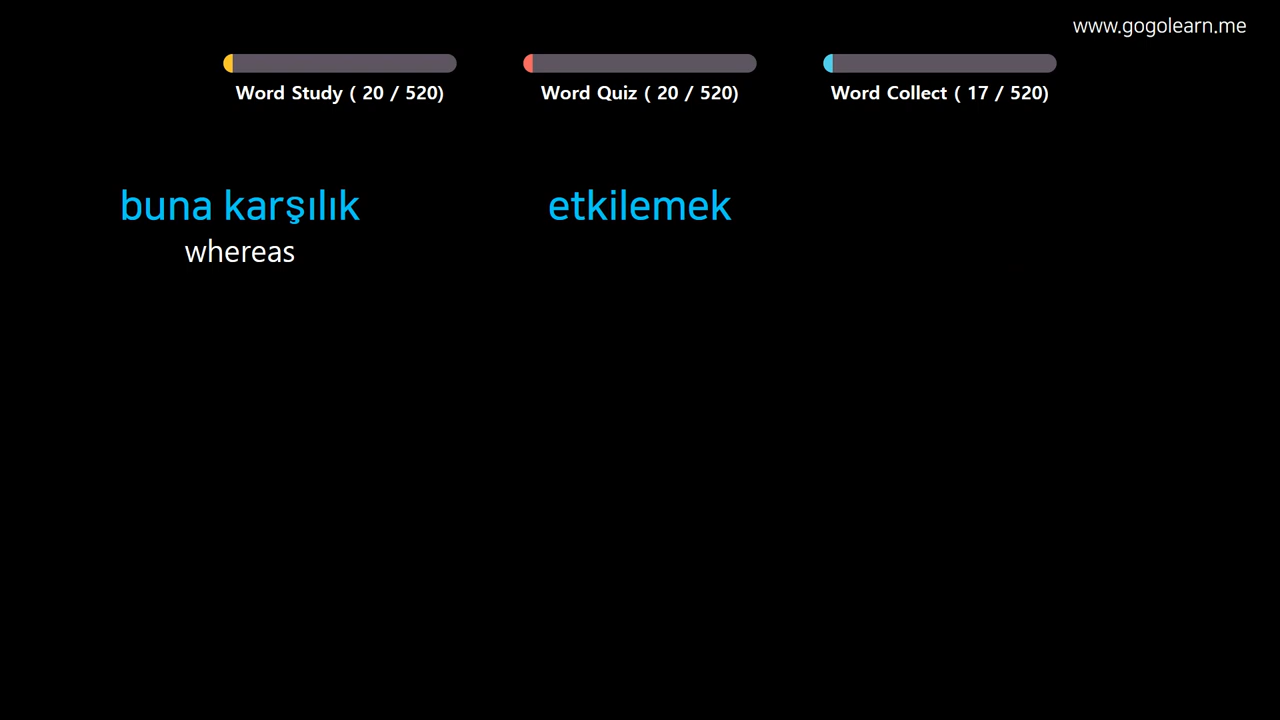 www.gogolearn.me
Word Study ( 20 / 520)
Word Quiz ( 20 / 520)
Word Collect ( 17 / 520)
buna karşılık
whereas
etkilemek